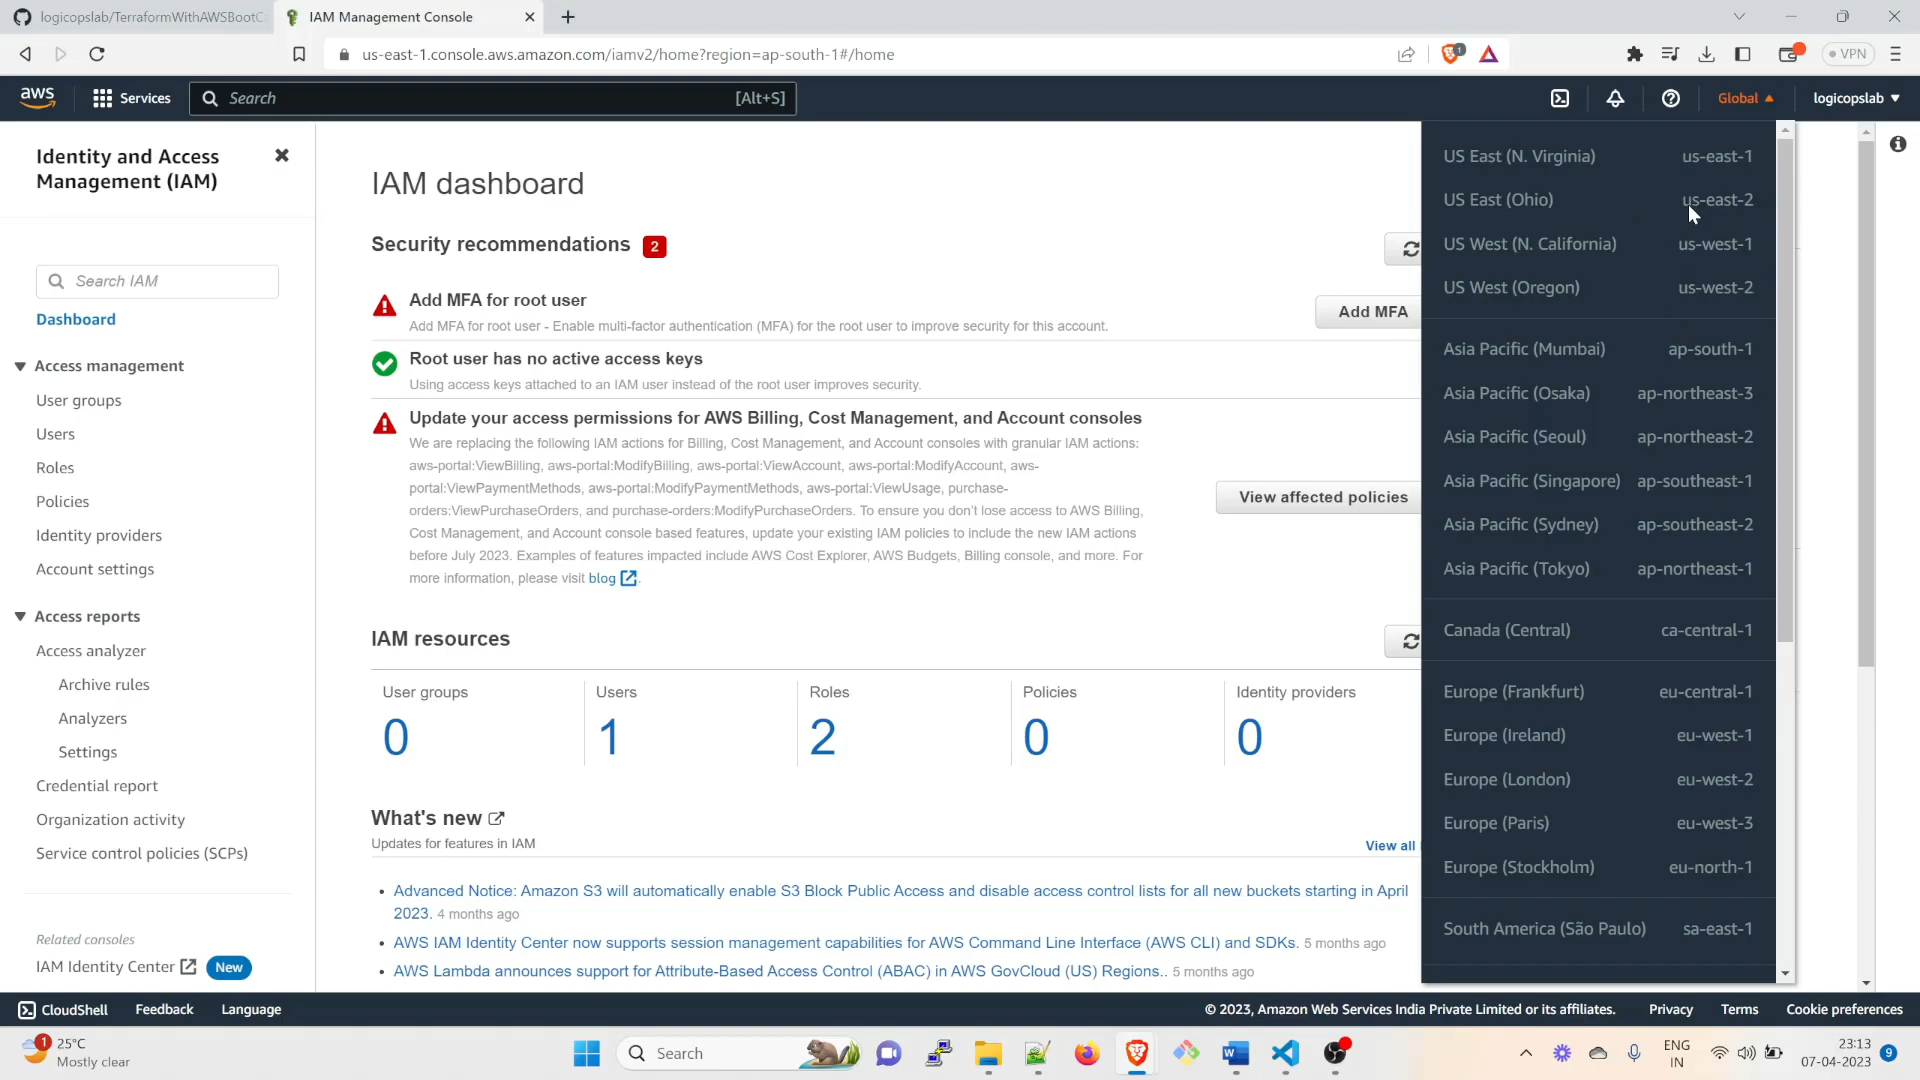 logicopslab/TerraformWithAWSBootC
IAM Management Console
us-east-1.console.aws.amazon.com/iamv2/home?region=ap-south-1#/home
1
VPN
aws
Services
Search
[Alt+S]
Global
logicopslab
Identity and Access
Management (IAM)
Search IAM
Dashboard
Access management
User groups
Users
Roles
Policies
Identity providers
Account settings
Access reports
Access analyzer
Archive rules
Analyzers
Settings
Credential report
Organization activity
Service control policies (SCPs)
Related consoles
IAM Identity Center New
IAM dashboard
Security recommendations 2
Add MFA for root user
Add MFA for root user - Enable multi-factor authentication (MFA) for the root user to improve security for this account.
Add MFA
Root user has no active access keys
Using access keys attached to an IAM user instead of the root user improves security.
Update your access permissions for AWS Billing, Cost Management, and Account consoles
We are replacing the following IAM actions for Billing, Cost Management, and Account consoles with granular IAM actions:
aws-portal:ViewBilling, aws-portal:ModifyBilling, aws-portal:ViewAccount, aws-portal:ModifyAccount, aws-
portal:ViewPaymentMethods, aws-portal:ModifyPaymentMethods, aws-portal:ViewUsage, purchase-
orders:ViewPurchaseOrders, and purchase-orders:ModifyPurchaseOrders. To ensure you don't lose access to AWS Billing,
Cost Management, and Account console based features, update your existing IAM policies to include the new IAM actions
before July 2023. Examples of features impacted include AWS Cost Explorer, AWS Budgets, Billing console, and more. For
more information, please visit blog .
View affected policies
IAM resources
User groups
0
Users
1
Roles
2
Policies
0
Identity providers
0
What's new
Updates for features in IAM
View all
• Advanced Notice: Amazon S3 will automatically enable S3 Block Public Access and disable access control lists for all new buckets starting in April
2023. 4 months ago
• AWS IAM Identity Center now supports session management capabilities for AWS Command Line Interface (AWS CLI) and SDKs. 5 months ago
• AWS Lambda announces support for Attribute-Based Access Control (ABAC) in AWS GovCloud (US) Regions.. 5 months ago
US East (N. Virginia) us-east-1
US East (Ohio) us-east-2
US West (N. California) us-west-1
US West (Oregon) us-west-2
Asia Pacific (Mumbai) ap-south-1
Asia Pacific (Osaka) ap-northeast-3
Asia Pacific (Seoul) ap-northeast-2
Asia Pacific (Singapore) ap-southeast-1
Asia Pacific (Sydney) ap-southeast-2
Asia Pacific (Tokyo) ap-northeast-1
Canada (Central) ca-central-1
Europe (Frankfurt) eu-central-1
Europe (Ireland) eu-west-1
Europe (London) eu-west-2
Europe (Paris) eu-west-3
Europe (Stockholm) eu-north-1
South America (São Paulo) sa-east-1
CloudShell
Feedback
Language
© 2023, Amazon Web Services India Private Limited or its affiliates.
Privacy
Terms
Cookie preferences
1
25°C
Mostly clear
Search
ENG
IN
23:13
07-04-2023
9